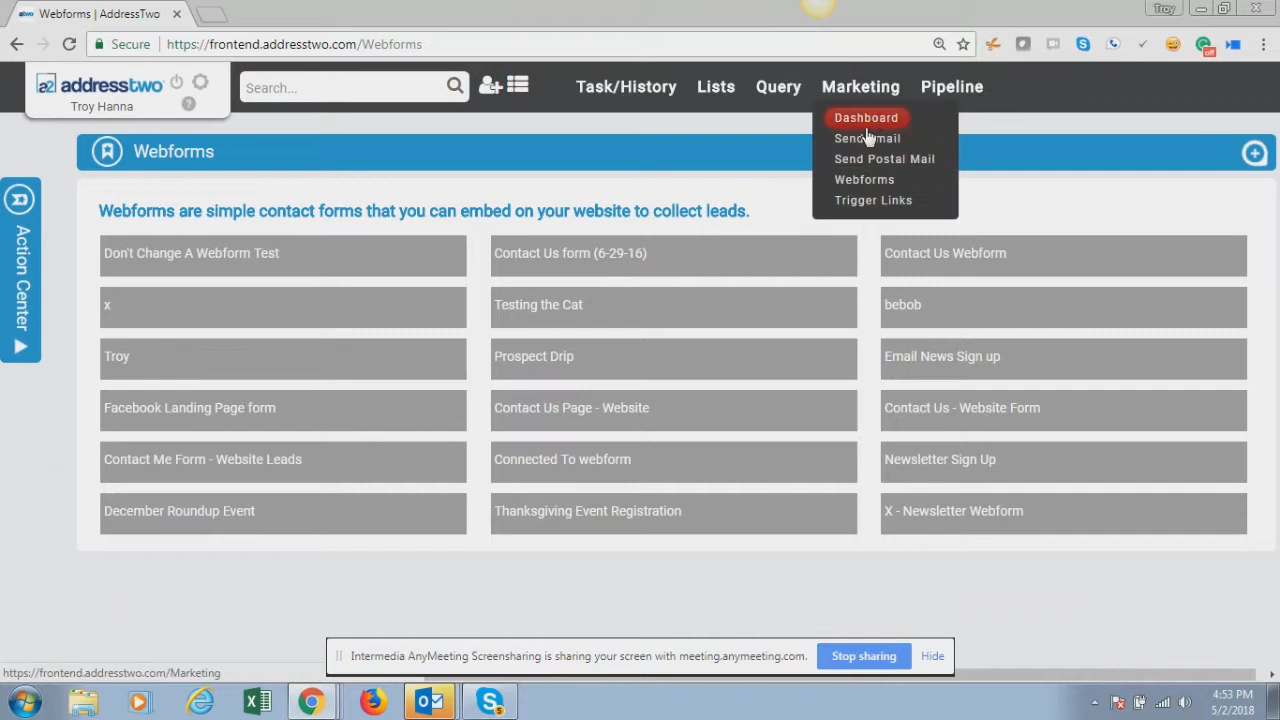 Webforms | AddressTwo
Troy
Secure
https://frontend.addresstwo.com/Webforms
off
a2 addresstwo
Troy Hanna
Search...
Task/History
Lists
Query
Marketing
Pipeline
Dashboard
Send Email
Send Postal Mail
Webforms
Trigger Links
Webforms
Action Center
Webforms are simple contact forms that you can embed on your website to collect leads.
Don't Change A Webform Test
Contact Us form (6-29-16)
Contact Us Webform
x
Testing the Cat
bebob
Troy
Prospect Drip
Email News Sign up
Facebook Landing Page form
Contact Us Page - Website
Contact Us - Website Form
Contact Me Form - Website Leads
Connected To webform
Newsletter Sign Up
December Roundup Event
Thanksgiving Event Registration
X - Newsletter Webform
Intermedia AnyMeeting Screensharing is sharing your screen with meeting.anymeeting.com.
Stop sharing
Hide
https://frontend.addresstwo.com/Marketing
4:53 PM
5/2/2018